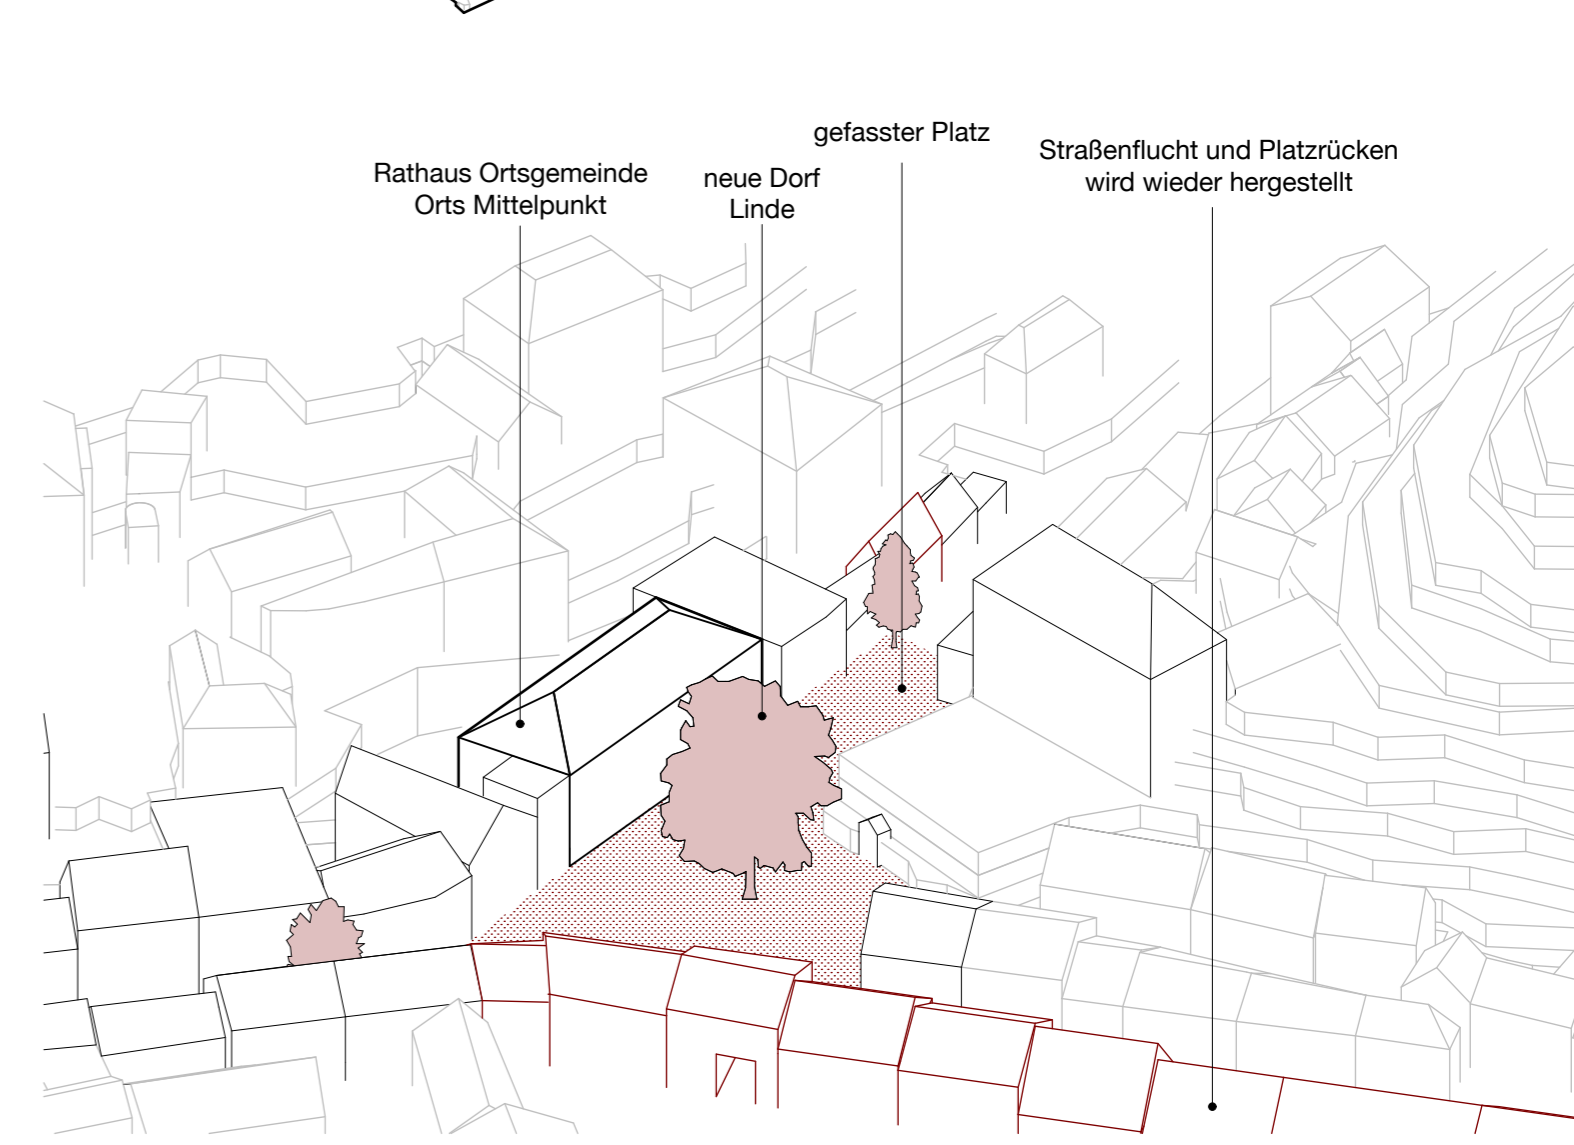 Rathaus Ortsgemeinde
Orts Mittelpunkt
neue Dorf
Linde
gefasster Platz
Straßenflucht und Platzrücken
wird wieder hergestellt